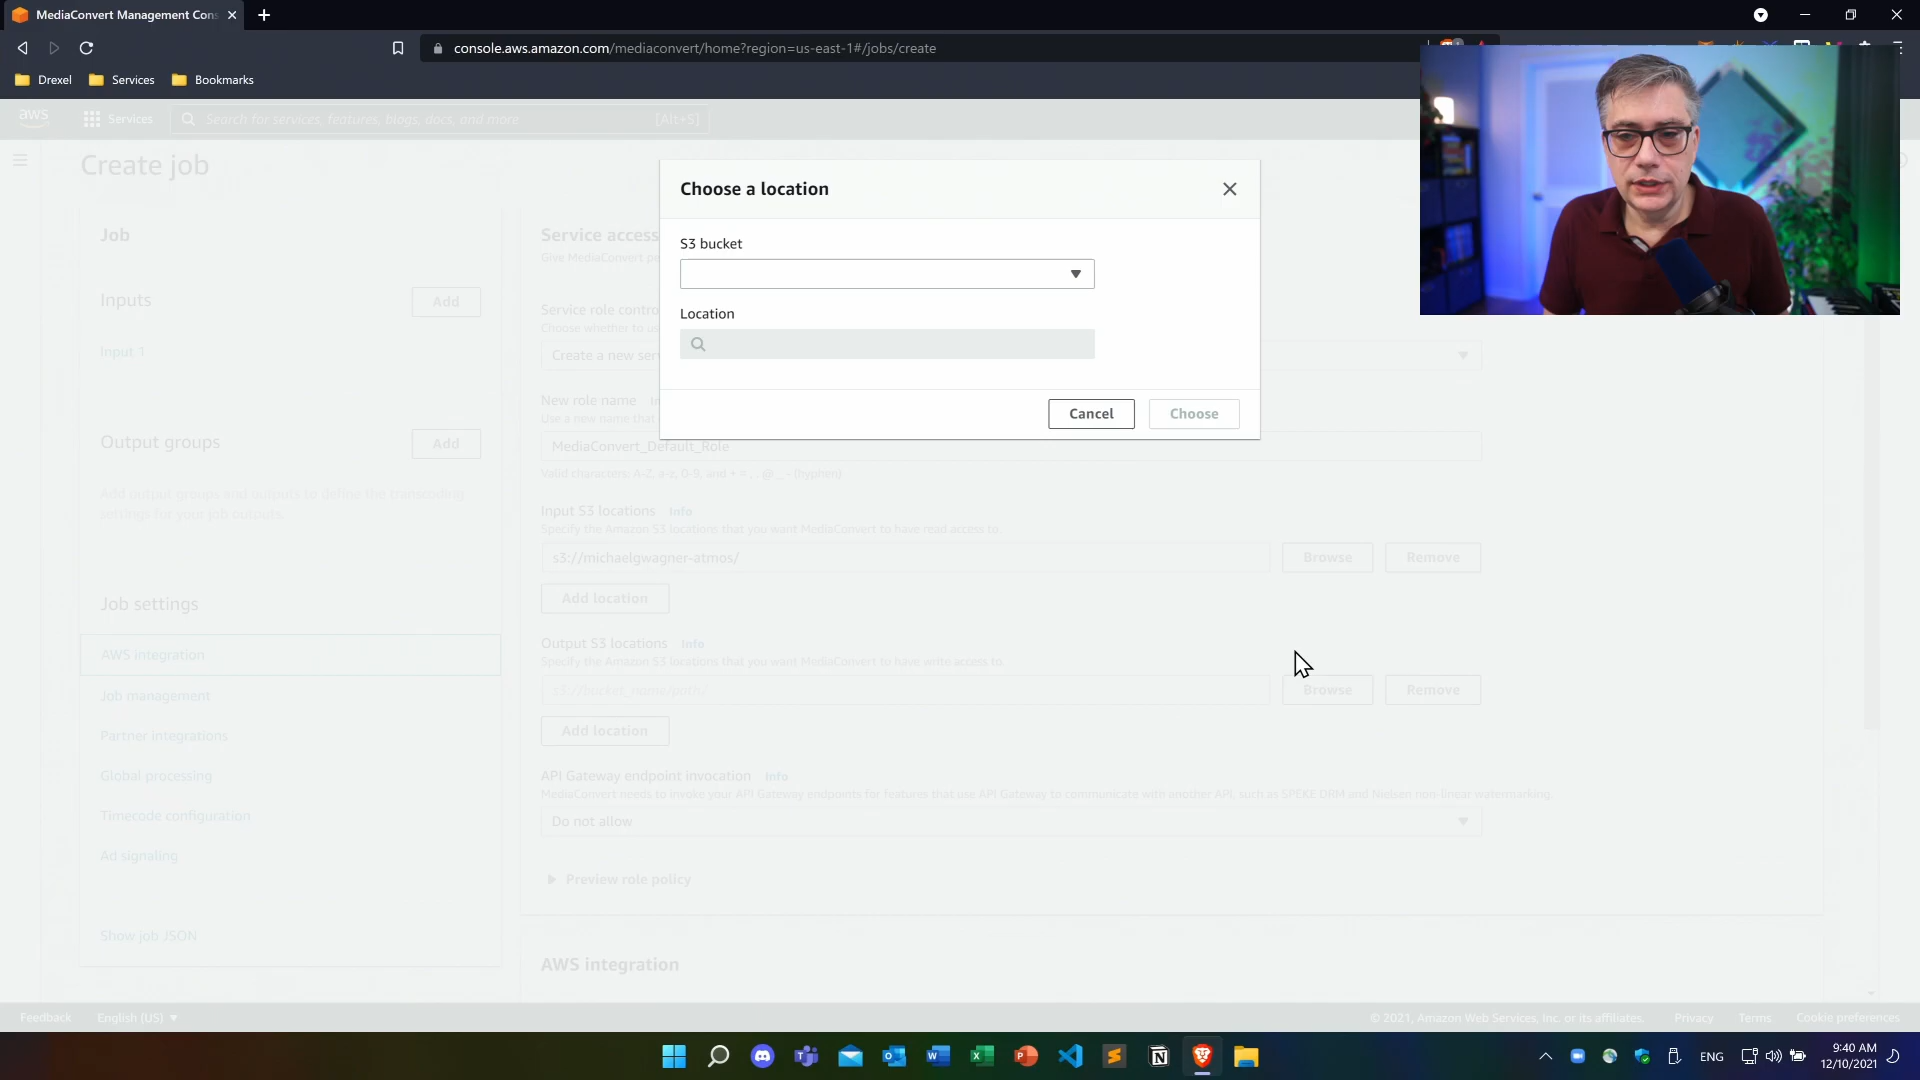 MediaConvert Management Cons
console.aws.amazon.com/mediaconvert/home?region=us-east-1#/jobs/create
Drexel
Services
Bookmarks
aws
Services
Search for services, features, blogs, docs, and more
[Alt+S]
Create job
Choose a location
S3 bucket
Location
Cancel
Choose
Job
Inputs
Add
Input 1
Output groups
Add
Add output groups and outputs to define the transcoding
settings for your job outputs.
Job settings
AWS integration
Job management
Partner integrations
Global processing
Timecode configuration
Ad signaling
Show job JSON
Service access
Give MediaConvert
Service role contro
Choose whether to us
Create a new ser
New role name
Use a new name that
MediaConvert_Default_Role
Valid characters: A-Z, a-z, 0-9, and + = , . @ _ - (hyphen)
Input S3 locations Info
Specify the Amazon S3 locations that you want MediaConvert to have read access to.
s3://michaelgwagner-atmos/
Browse
Remove
Add location
Output S3 locations Info
Specify the Amazon S3 locations that you want MediaConvert to have write access to.
s3://bucket_name/path/
Browse
Remove
Add location
API Gateway endpoint invocation Info
MediaConvert needs to invoke your API Gateway endpoints for features that use API Gateway to communicate with another API, such as SPEKE DRM and Nielsen non-linear watermarking.
Do not allow
Preview role policy
AWS integration
Feedback
English (US)
© 2021, Amazon Web Services, Inc. or its affiliates.
Privacy
Terms
Cookie preferences
ENG
9:40 AM
12/10/2021